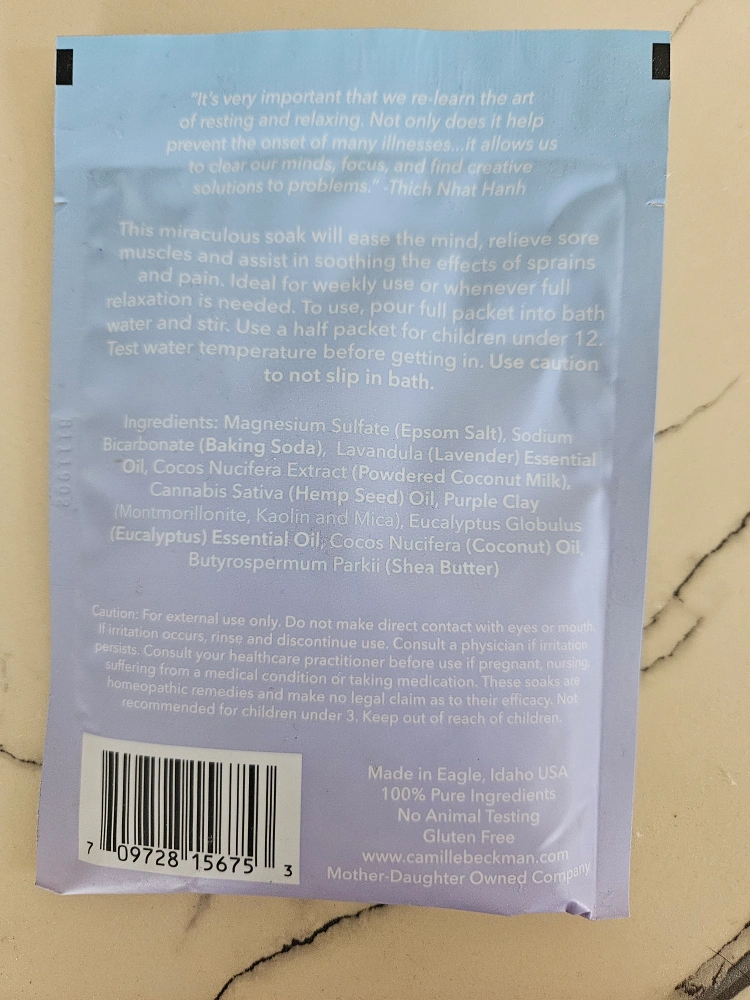 "It's very important that we re-learn the art
of resting and relaxing. Not only does it help
prevent the onset of many illnesses...it allows us
to clear our minds, focus, and find creative
solutions to problems." -Thich Nhat Hanh
This miraculous soak will ease the mind, relieve sore
muscles and assist in soothing the effects of sprains
and pain. Ideal for weekly use or whenever full
relaxation is needed. To use, pour full packet into bath
water and stir. Use a half packet for children under 12.
Test water temperature before getting in. Use caution
to not slip in bath.
Ingredients: Magnesium Sulfate (Epsom Salt), Sodium
Bicarbonate (Baking Soda), Lavandula (Lavender) Essential
Oil, Cocos Nucifera Extract (Powdered Coconut Milk),
Cannabis Sativa (Hemp Seed) Oil, Purple Clay
(Montmorillonite, Kaolin and Mica), Eucalyptus Globulus
(Eucalyptus) Essential Oil, Cocos Nucifera (Coconut) Oil,
Butyrospermum Parkii (Shea Butter)
Caution: For external use only. Do not make direct contact with eyes or mouth.
If irritation occurs, rinse and discontinue use. Consult a physician if irritation
persists. Consult your healthcare practitioner before use if pregnant, nursing,
suffering from a medical condition or taking medication. These soaks are
homeopathic remedies and make no legal claim as to their efficacy. Not
recommended for children under 3. Keep out of reach of children.
Made in Eagle, Idaho USA
100% Pure Ingredients
No Animal Testing
Gluten Free
www.camillebeckman.com
Mother-Daughter Owned Company
7 09728 15675 3